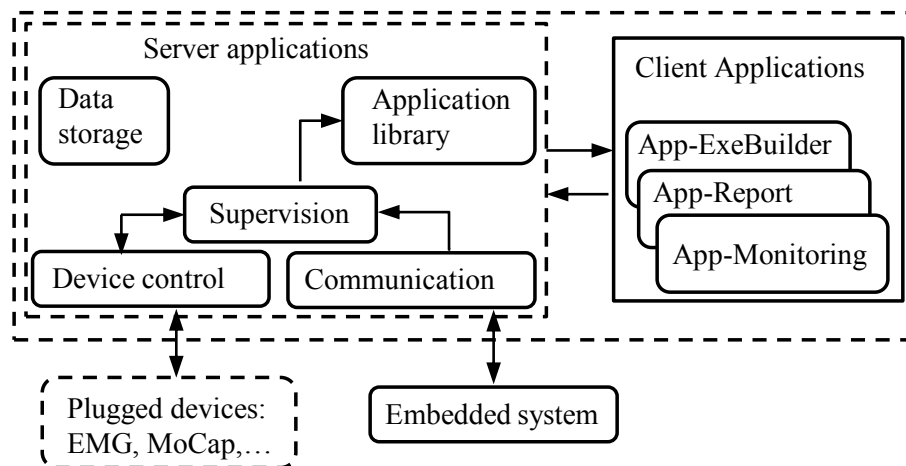 Server applications
Data
storage
Application
library
Supervision
Device control
Communication
Client Applications
App-ExeBuilder
App-Report
App-Monitoring
Plugged devices:
EMG, MoCap,…
Embedded system